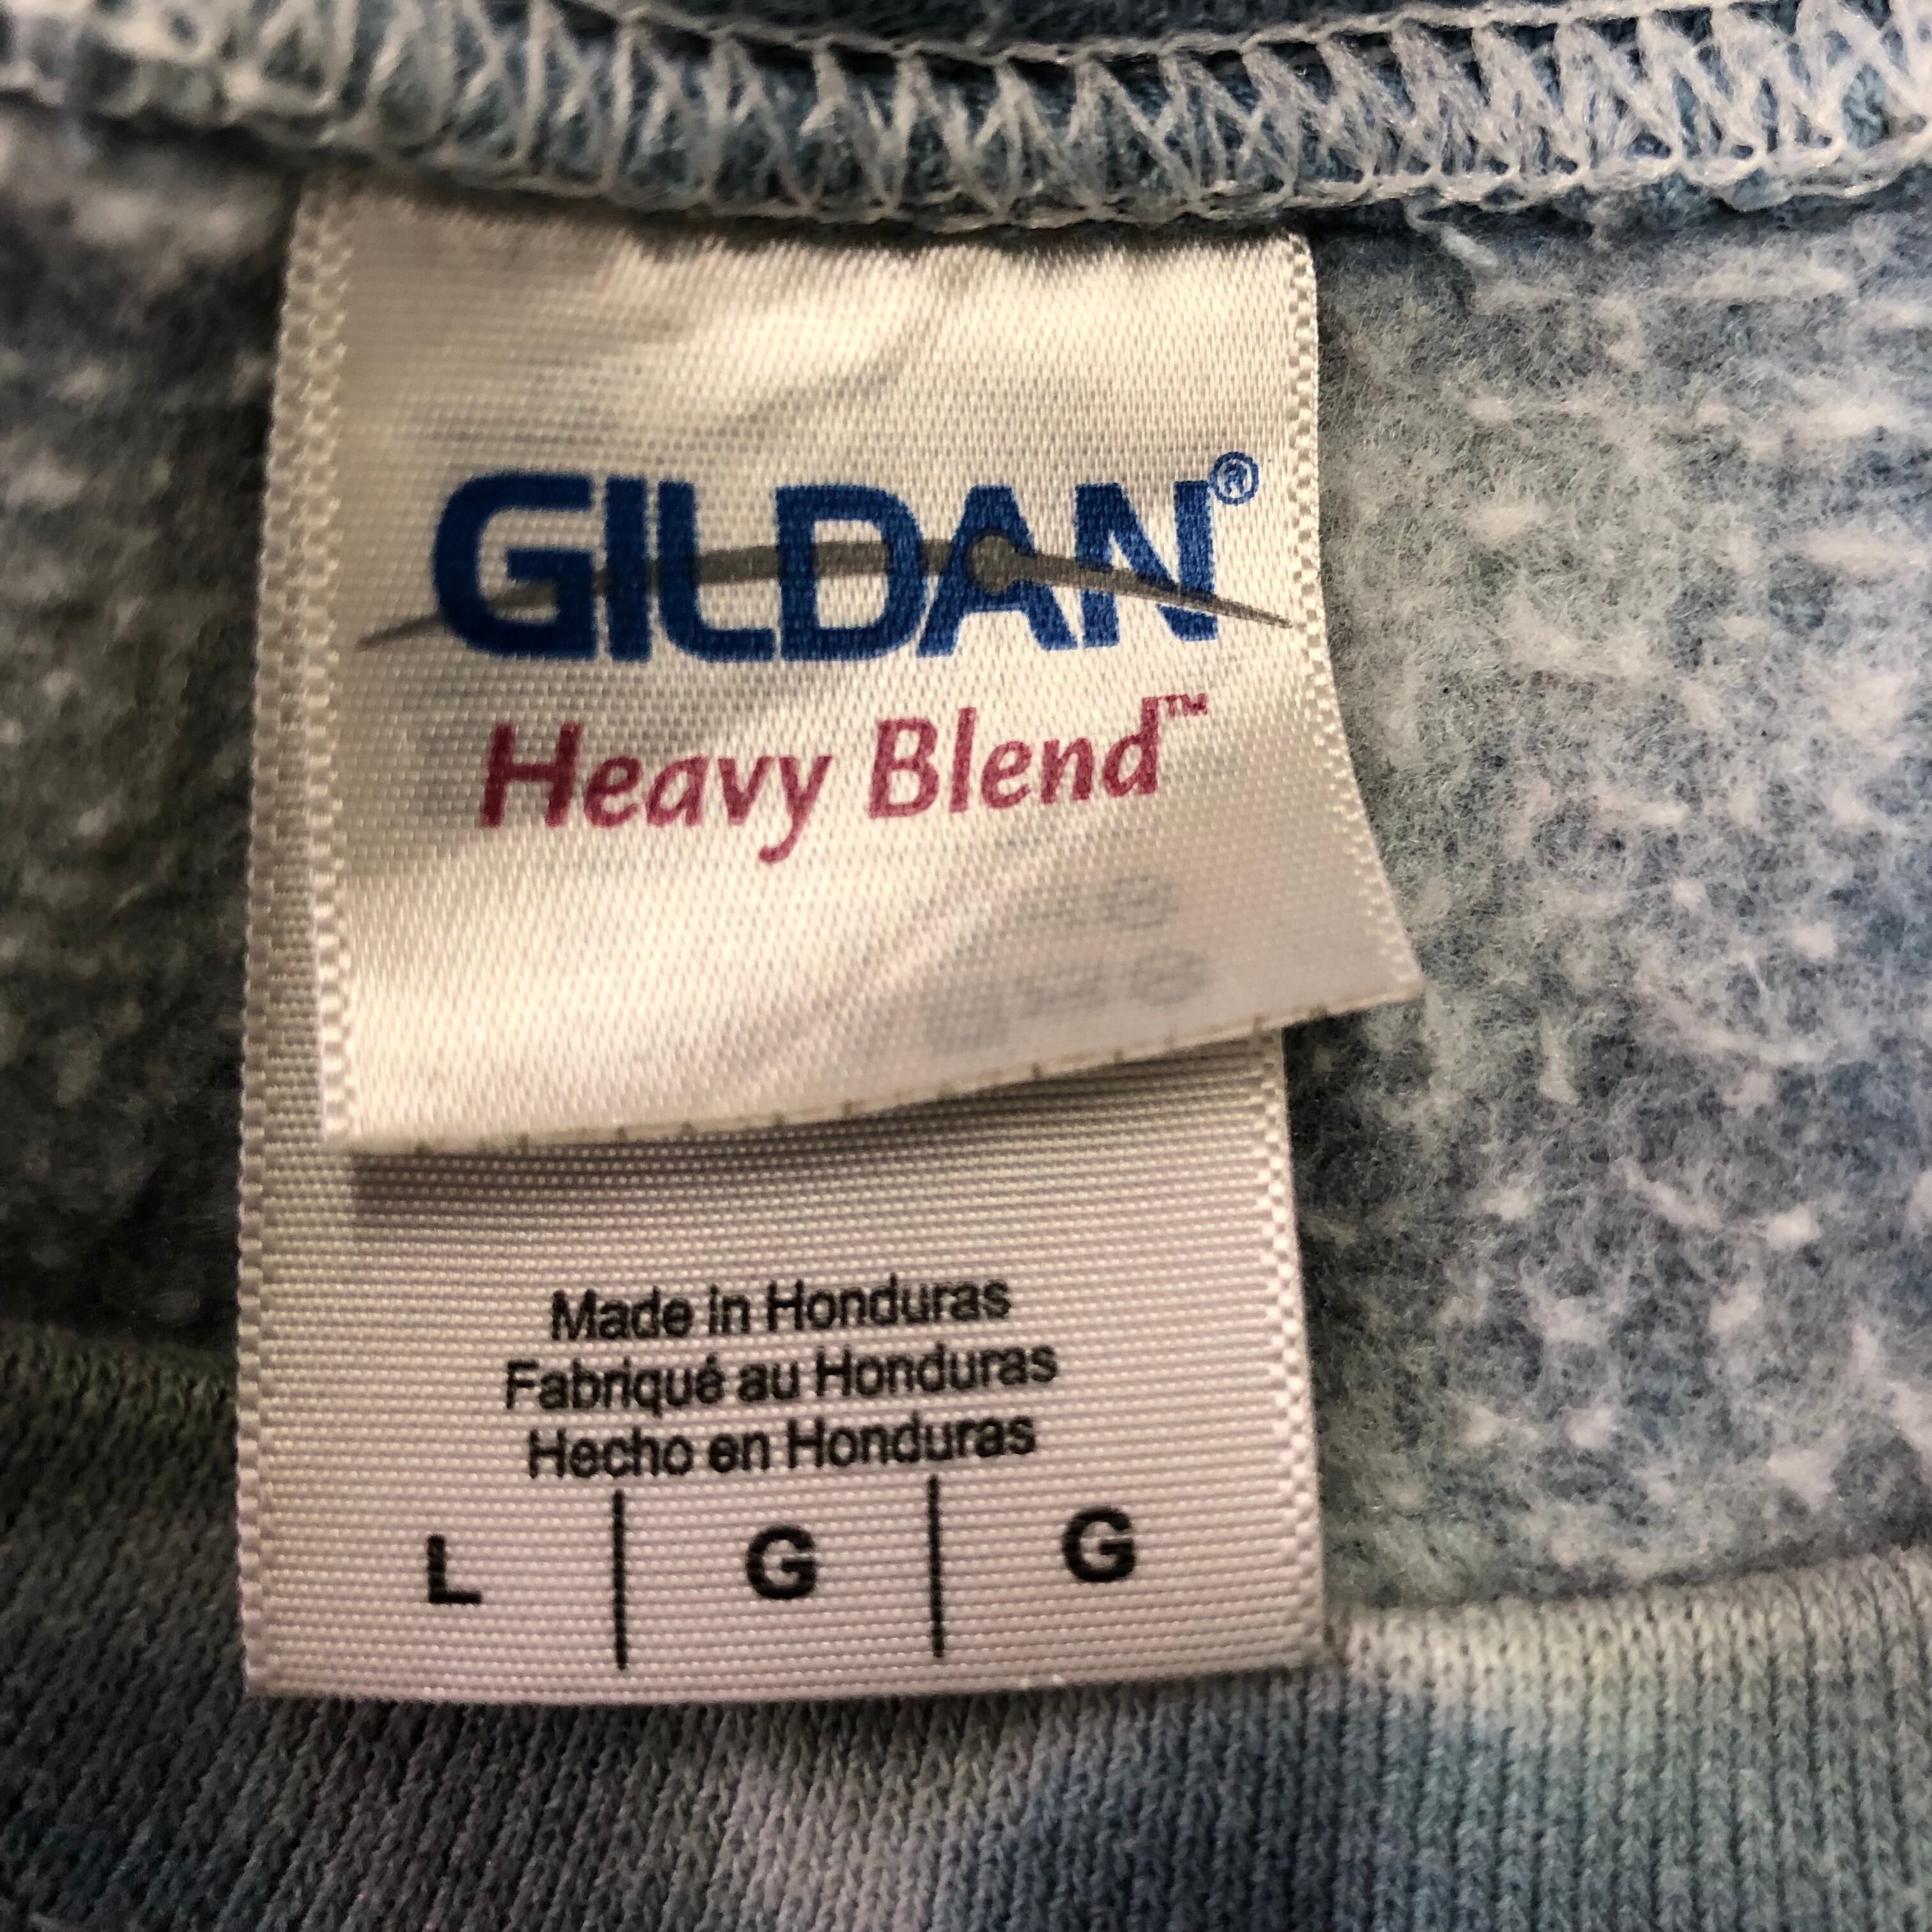 GILDAN®
Heavy Blend™
Made in Honduras
Fabriqué au Honduras
Hecho en Honduras
L | G | G